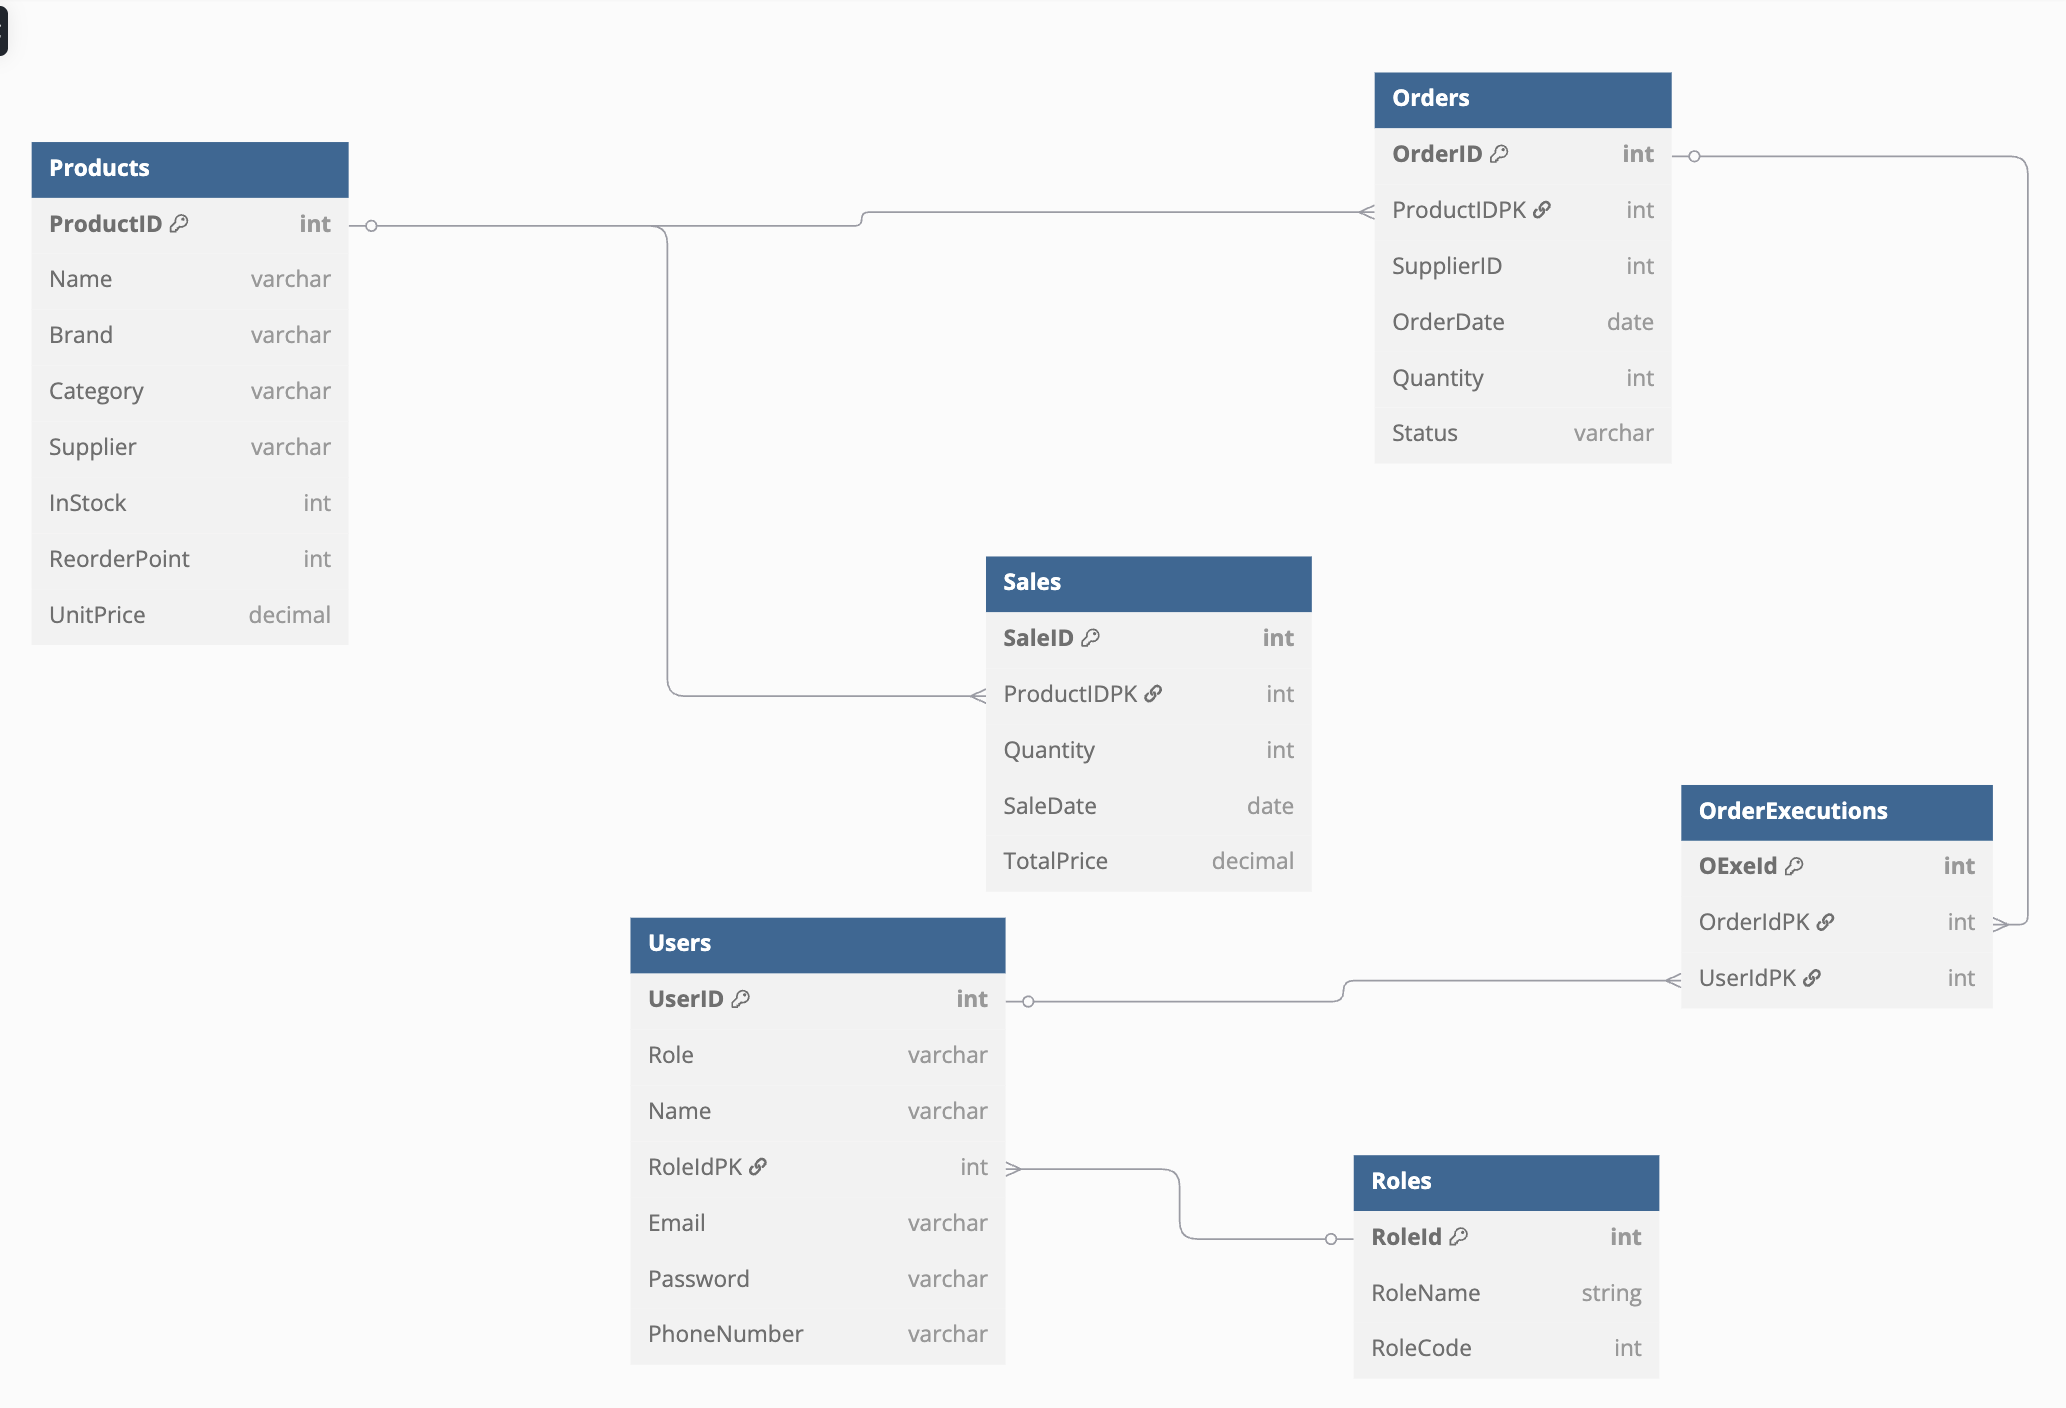 Products
ProductID int
Name varchar
Brand varchar
Category varchar
Supplier varchar
InStock int
ReorderPoint int
UnitPrice decimal
Orders
OrderID int
ProductIDPK int
SupplierID int
OrderDate date
Quantity int
Status varchar
Sales
SaleID int
ProductIDPK int
Quantity int
SaleDate date
TotalPrice decimal
OrderExecutions
OExeId int
OrderIdPK int
UserIdPK int
Users
UserID int
Role varchar
Name varchar
RoleIdPK int
Email varchar
Password varchar
PhoneNumber varchar
Roles
RoleId int
RoleName string
RoleCode int